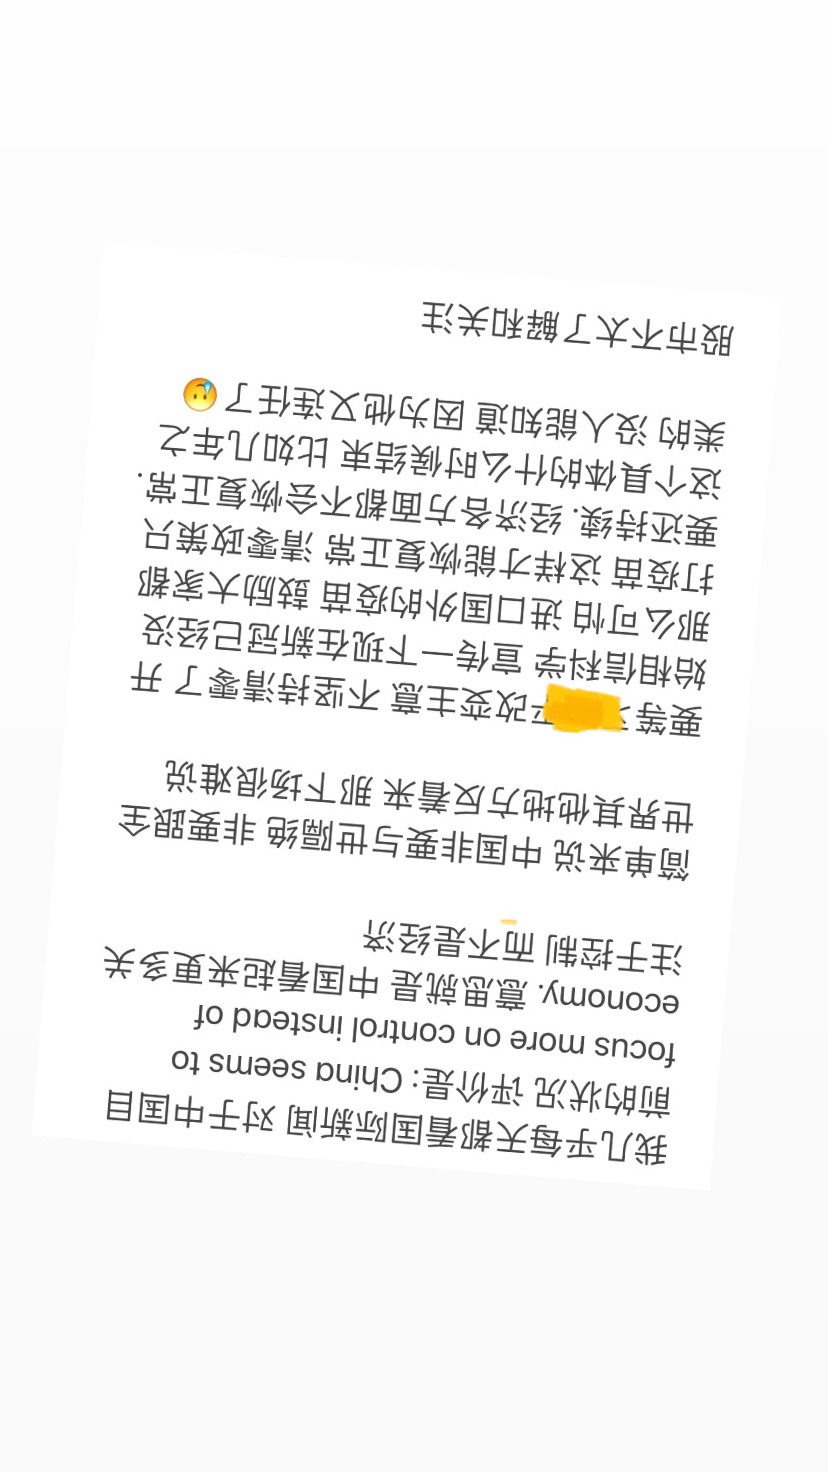 我几乎每天都看国际新闻 对于中国目
前的状况 评价是: China seems to
focus more on control instead of
economy. 意思就是 中国看起来更多关
注于控制 而不是经济
简单来说 中国非要与世隔绝 非要跟全
世界其他地方反着来 那下场很难说
要等 改变主意 不坚持清零了 开
始相信科学 宣传一下现在新冠已经没
那么可怕 进口国外的疫苗 鼓励大家都
打疫苗 这样才能恢复正常 清零政策只
要还持续. 经济各方面都不会恢复正常.
这个具体的什么时候结束 比如几年之
类的 没人能知道 因为他又连任了😅
股市不太了解和关注